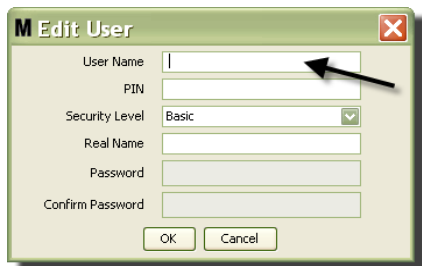 M Edit User
User Name
PIN
Security Level Basic
Real Name
Password
Confirm Password
OK Cancel